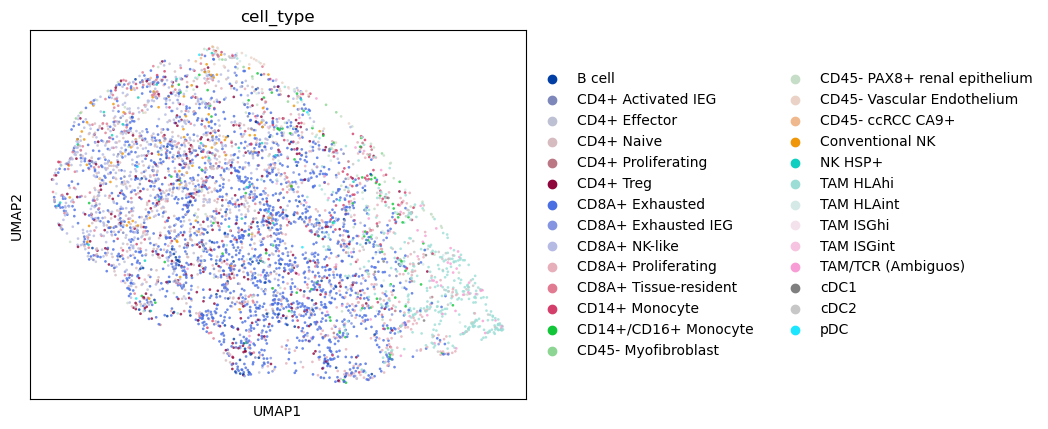 cell_type
UMAP2
UMAP1
B cell
CD4+ Activated IEG
CD4+ Effector
CD4+ Naive
CD4+ Proliferating
CD4+ Treg
CD8A+ Exhausted
CD8A+ Exhausted IEG
CD8A+ NK-like
CD8A+ Proliferating
CD8A+ Tissue-resident
CD14+ Monocyte
CD14+/CD16+ Monocyte
CD45- Myofibroblast
CD45- PAX8+ renal epithelium
CD45- Vascular Endothelium
CD45- ccRCC CA9+
Conventional NK
NK HSP+
TAM HLAhi
TAM HLAint
TAM ISGhi
TAM ISGint
TAM/TCR (Ambiguos)
cDC1
cDC2
pDC